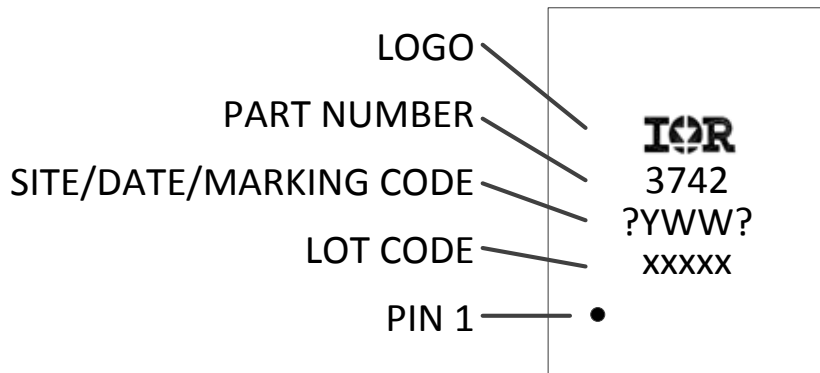 LOGO
PART NUMBER
SITE/DATE/MARKING CODE
LOT CODE
PIN 1
IOR
3742
?YWW?
xxxxx